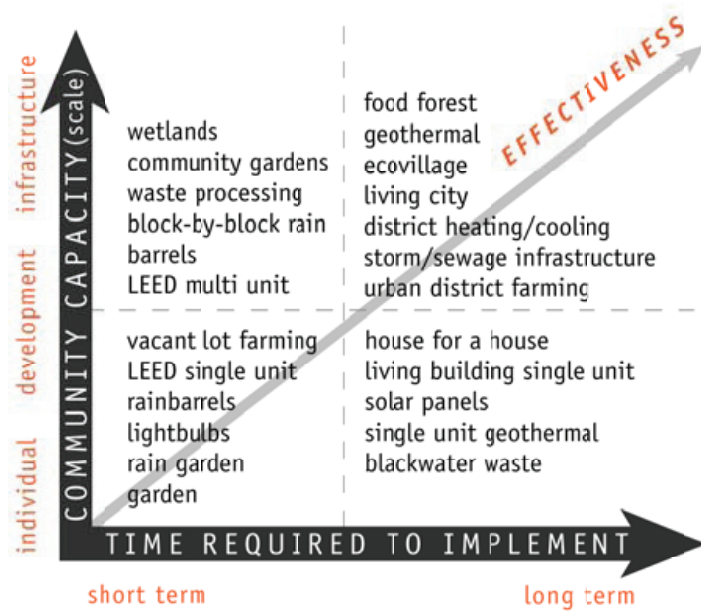 EFFECTIVENESS
infrastructure
development
individual
COMMUNITY CAPACITY (scale)
wetlands
community gardens
waste processing
block-by-block rain
barrels
LEED multi unit
food forest
geothermal
ecovillage
living city
district heating/cooling
storm/sewage infrastructure
urban district farming
vacant lot farming
LEED single unit
rainbarrels
lightbulbs
rain garden
garden
house for a house
living building single unit
solar panels
single unit geothermal
blackwater waste
TIME REQUIRED TO IMPLEMENT
short term
long term